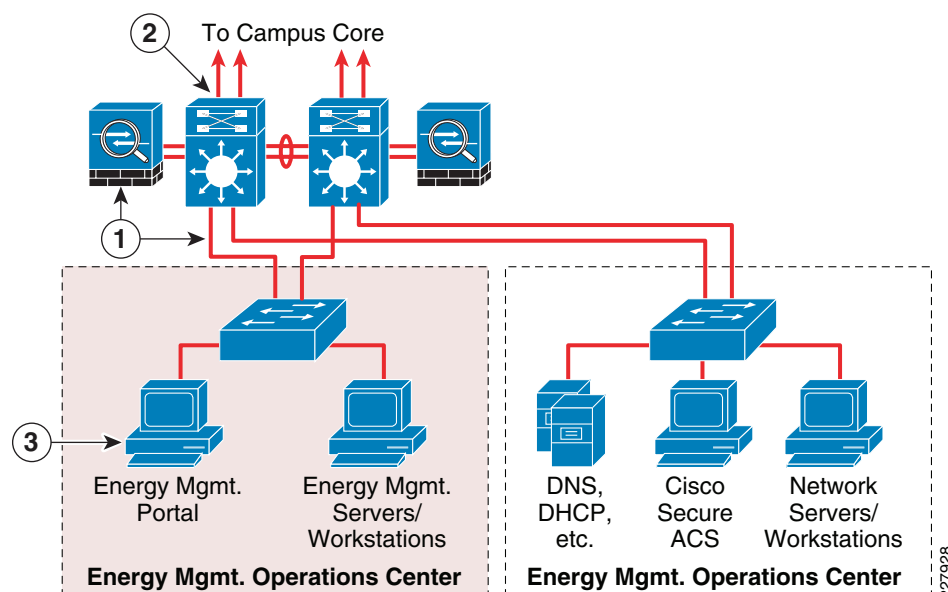 2
To Campus Core
1
3
Energy Mgmt.
Portal
Energy Mgmt.
Servers/
Workstations
Energy Mgmt. Operations Center
DNS,
DHCP,
etc.
Cisco
Secure
ACS
Network
Servers/
Workstations
Energy Mgmt. Operations Center